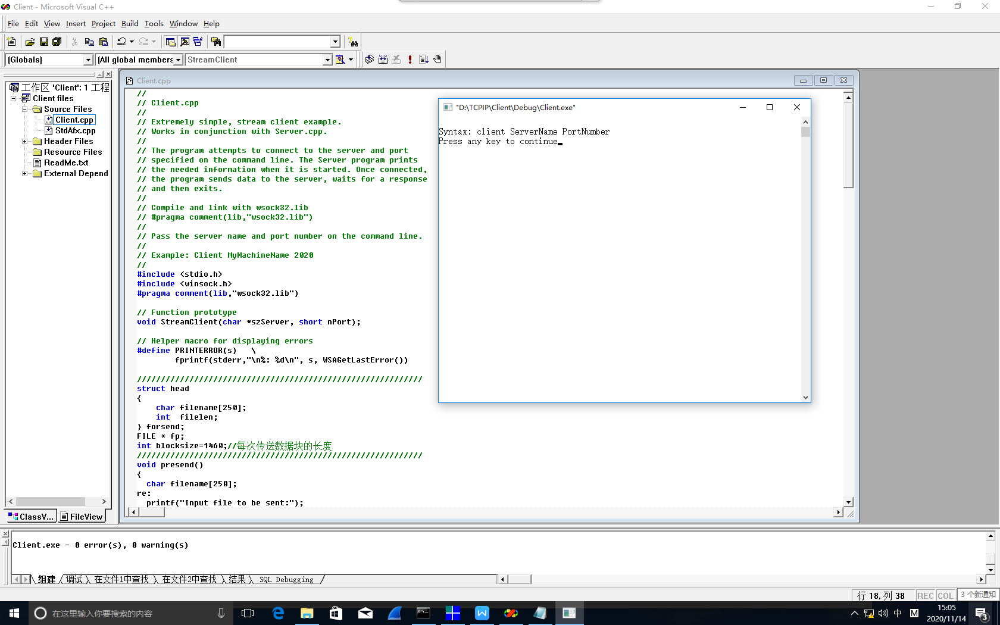 Client - Microsoft Visual C++
File Edit View Insert Project Build Tools Window Help
(Globals) (All global members StreamClient
工作区 'Client': 1 工程
Client files
Source Files
Client.cpp
StdAfx.cpp
Header Files
Resource Files
ReadMe.txt
External Depend
ClassV... FileView
Client.cpp
//
// Client.cpp
//
// Extremely simple, stream client example.
// Works in conjunction with Server.cpp.
//
// The program attempts to connect to the server and port
// specified on the command line. The Server program prints
// the needed information when it is started. Once connected,
// the program sends data to the server, waits for a response
// and then exits.
//
// Compile and link with wsock32.lib
// #pragma comment(lib,"wsock32.lib")
//
// Pass the server name and port number on the command line.
//
// Example: Client MyMachineName 2020
//
#include <stdio.h>
#include <winsock.h>
#pragma comment(lib,"wsock32.lib")
// Function prototype
void StreamClient(char *szServer, short nPort);
// Helper macro for displaying errors
#define PRINTERROR(s) \
fprintf(stderr,"\n%: %d\n", s, WSAGetLastError())
////////////////////////////////////////////////////////////
struct head
{
char filename[250];
int filelen;
} forsend;
FILE * fp;
int blocksize=1460;//每次传送数据块的长度
////////////////////////////////////////////////////////////
void presend()
{
char filename[250];
re:
printf("Input file to be sent:");
"D:\TCPIP\Client\Debug\Client.exe"
Syntax: client ServerName PortNumber
Press any key to continue
Client.exe - 0 error(s), 0 warning(s)
组建 调试 在文件1中查找 在文件2中查找 结果 SQL Debugging
行 18, 列 38 REC COL
3 个新通知
在这里输入你要搜索的内容
中 M
15:05
2020/11/14
3